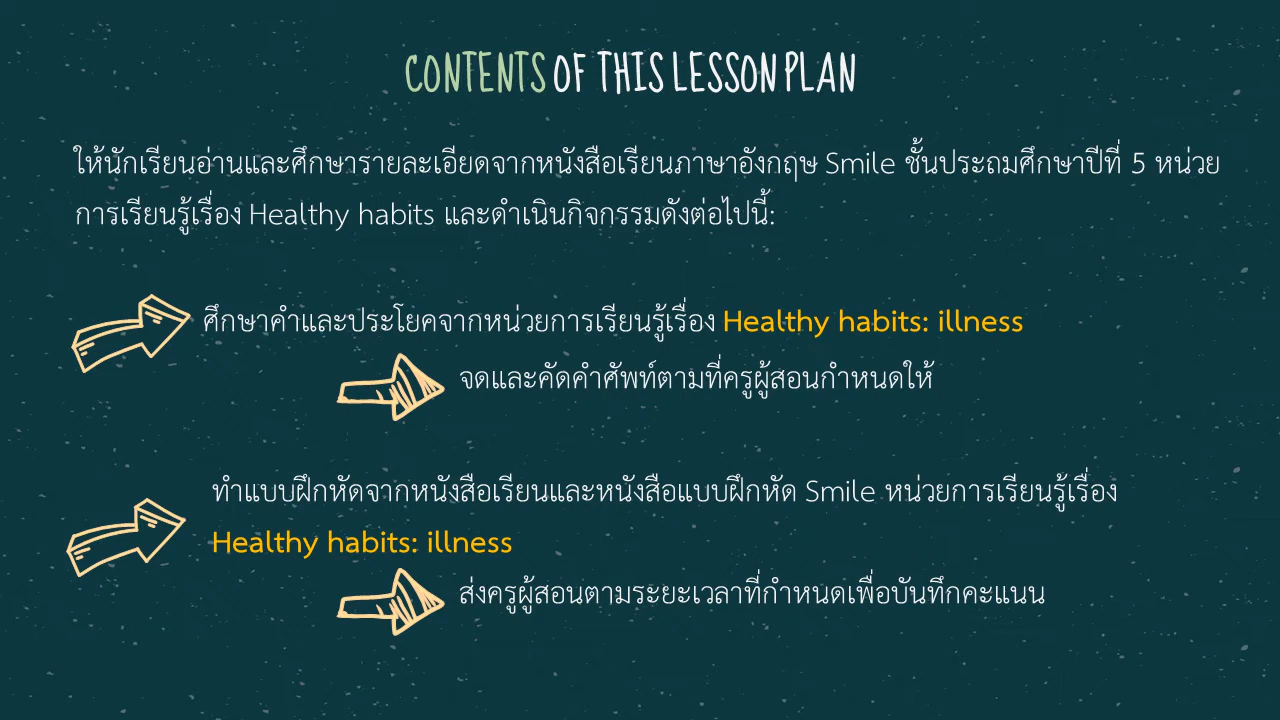 CONTENTS OF THIS LESSON PLAN
ให้นักเรียนอ่านและศึกษารายละเอียดจากหนังสือเรียนภาษาอังกฤษ Smile ชั้นประถมศึกษาปีที่ 5 หน่วย
การเรียนรู้เรื่อง Healthy habits และดำเนินกิจกรรมดังต่อไปนี้:
ศึกษาคำและประโยคจากหน่วยการเรียนรู้เรื่อง Healthy habits: illness
จดและคัดคำศัพท์ตามที่ครูผู้สอนกำหนดให้
ทำแบบฝึกหัดจากหนังสือเรียนและหนังสือแบบฝึกหัด Smile หน่วยการเรียนรู้เรื่อง
Healthy habits: illness
ส่งครูผู้สอนตามระยะเวลาที่กำหนดเพื่อบันทึกคะแนน